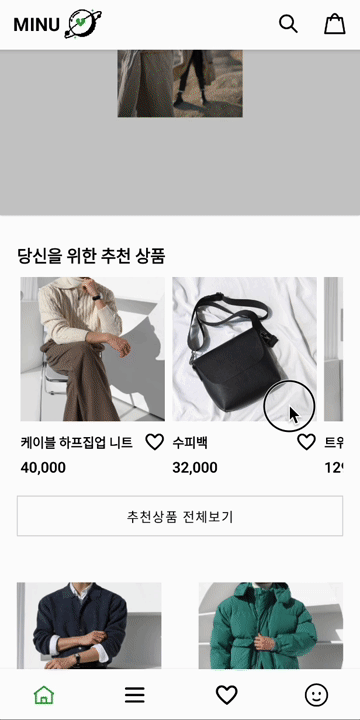 MINU
당신을 위한 추천 상품
케이블 하프집업 니트
수피백
트위
40,000
32,000
12
추천상품 전체보기